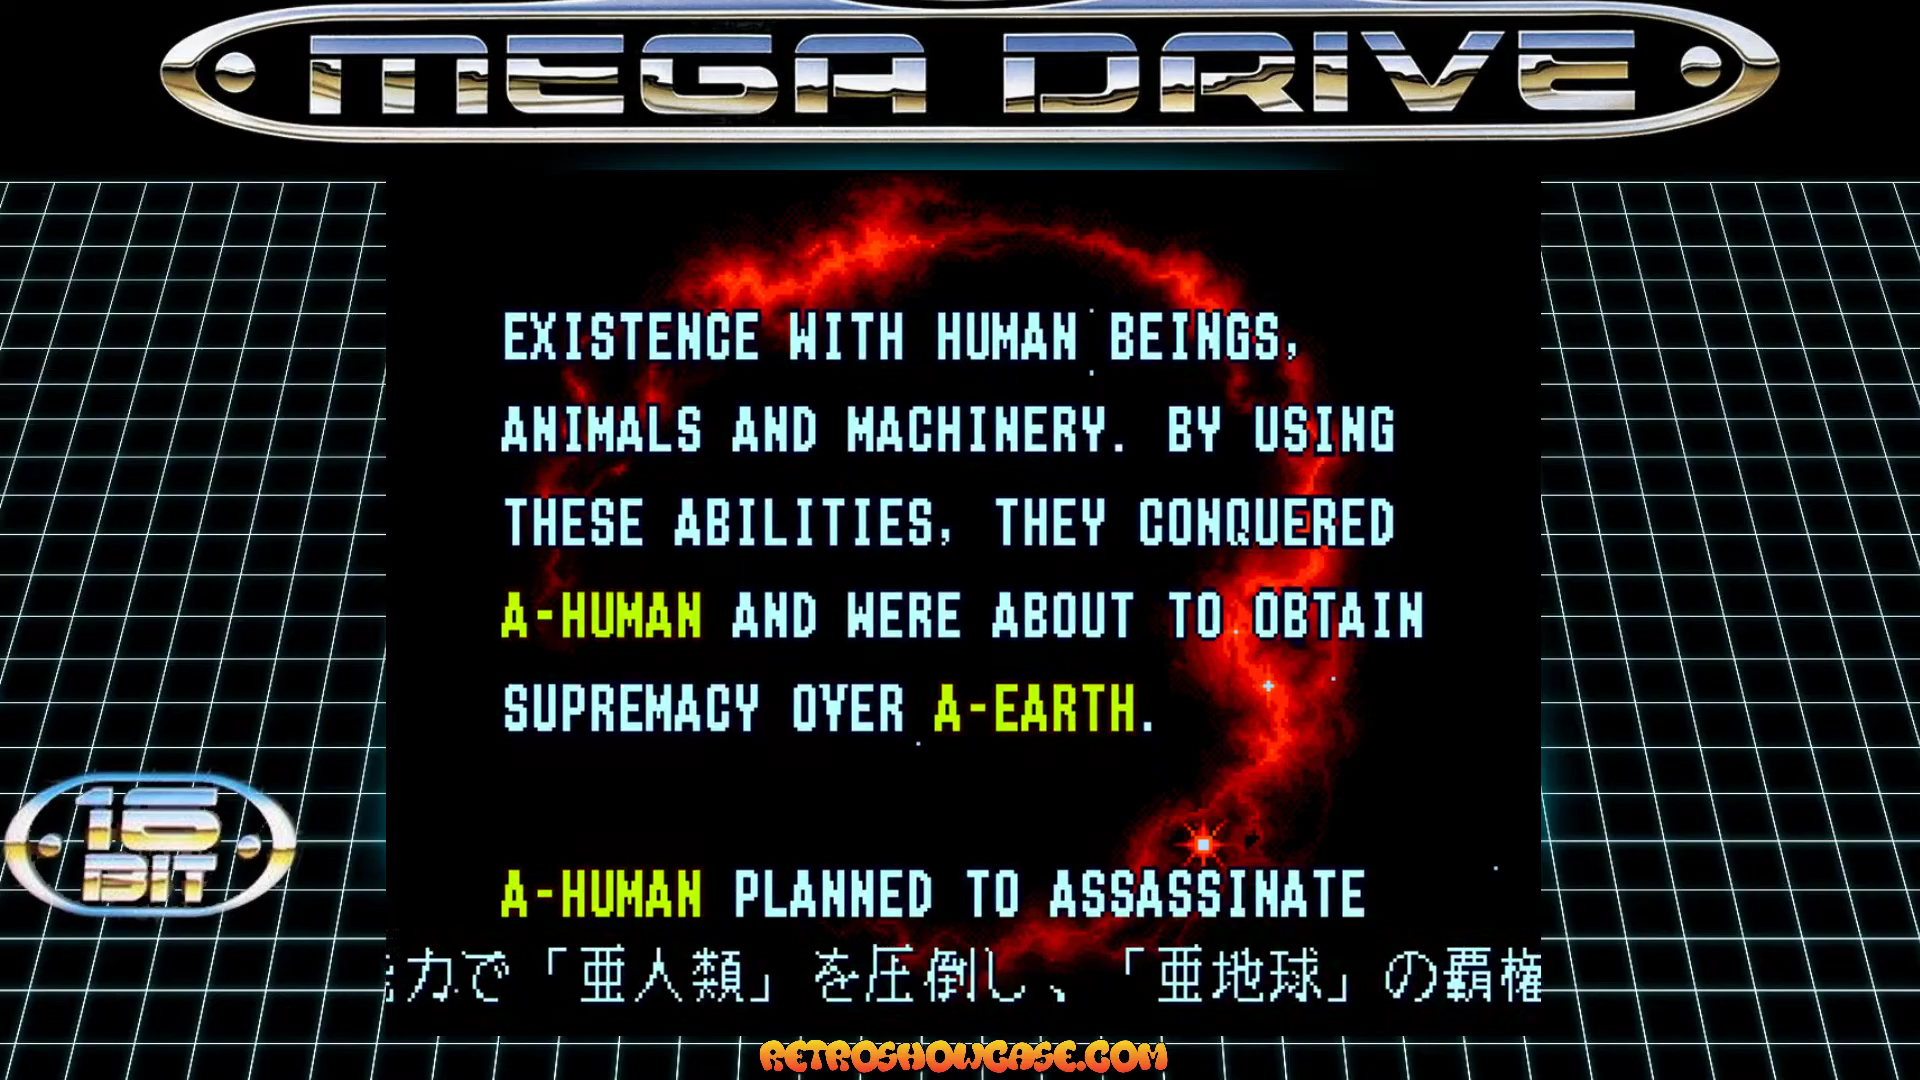 MEGA DRIVE
EXISTENCE WITH HUMAN BEINGS,
ANIMALS AND MACHINERY. BY USING
THESE ABILITIES, THEY CONQUERED
A-HUMAN AND WERE ABOUT TO OBTAIN
SUPREMACY OVER A-EARTH.
16
BIT
A-HUMAN PLANNED TO ASSASSINATE
力で「亜人類」を圧倒し、「亜地球」の覇権
RETROSHOWCASE.COM